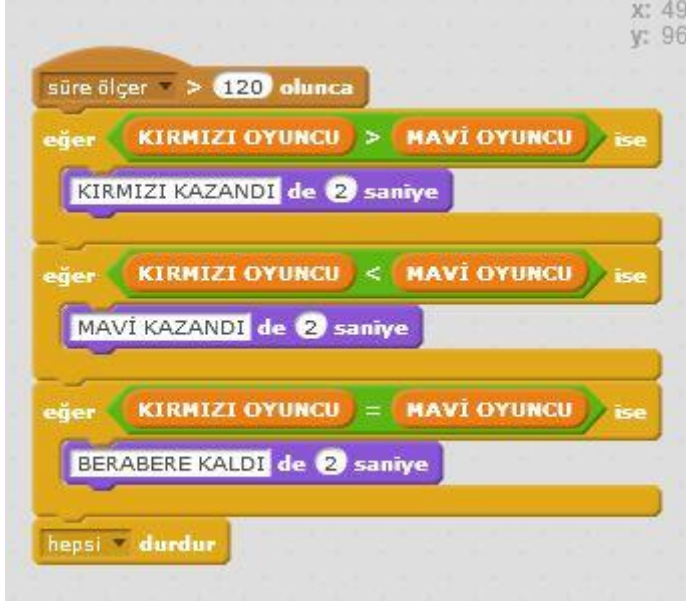 x: 49
y: 96
süre ölçer > 120 olunca
eğer KIRMIZI OYUNCU > MAVİ OYUNCU ise
KIRMIZI KAZANDI de 2 saniye
eğer KIRMIZI OYUNCU < MAVİ OYUNCU ise
MAVİ KAZANDI de 2 saniye
eğer KIRMIZI OYUNCU = MAVİ OYUNCU ise
BERABERE KALDI de 2 saniye
hepsi durdur